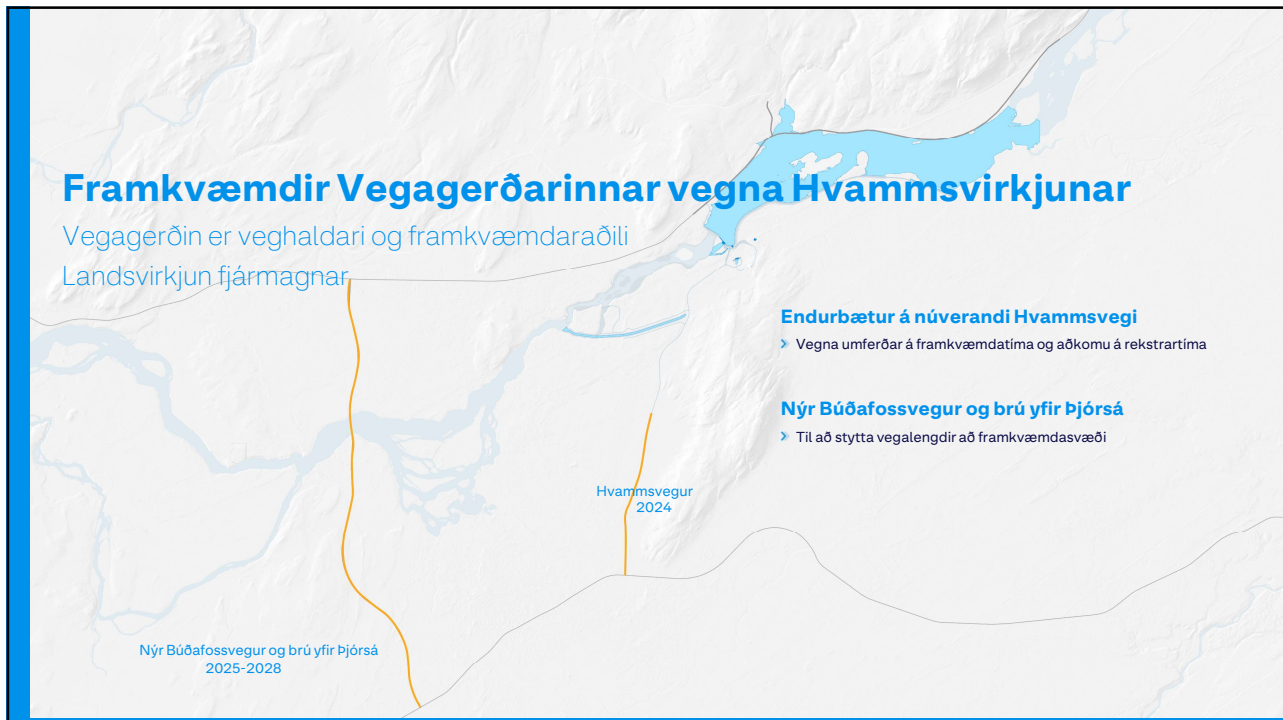 Framkvæmdir Vegagerðarinnar vegna Hvammsvirkjunar
Vegagerðin er veghaldari og framkvæmdaraðili
Landsvirkjun fjármagnar
Endurbætur á núverandi Hvammsvegi
Vegna umferðar á framkvæmdatíma og aðkomu á rekstrartíma
Nýr Búðafossvegur og brú yfir Þjórsá
Til að stytta vegalengdir að framkvæmdasvæði
Hvammsvegur
2024
Nýr Búðafossvegur og brú yfir Þjórsá
2025-2028